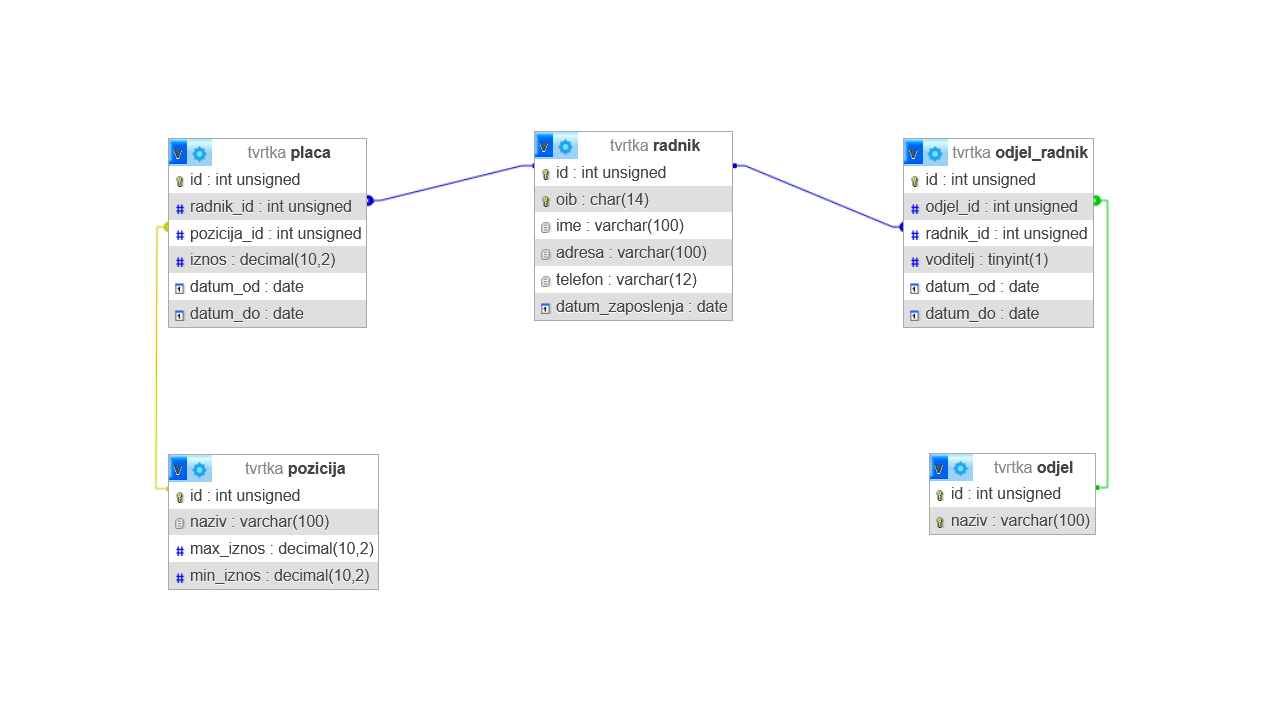 tvrtka placa
id : int unsigned
radnik_id : int unsigned
pozicija_id : int unsigned
iznos : decimal(10,2)
datum_od : date
datum_do : date
tvrtka radnik
id : int unsigned
oib : char(14)
ime : varchar(100)
adresa : varchar(100)
telefon : varchar(12)
datum_zaposlenja : date
tvrtka odjel_radnik
id : int unsigned
odjel_id : int unsigned
radnik_id : int unsigned
voditelj : tinyint(1)
datum_od : date
datum_do : date
tvrtka pozicija
id : int unsigned
naziv : varchar(100)
max_iznos : decimal(10,2)
min_iznos : decimal(10,2)
tvrtka odjel
id : int unsigned
naziv : varchar(100)